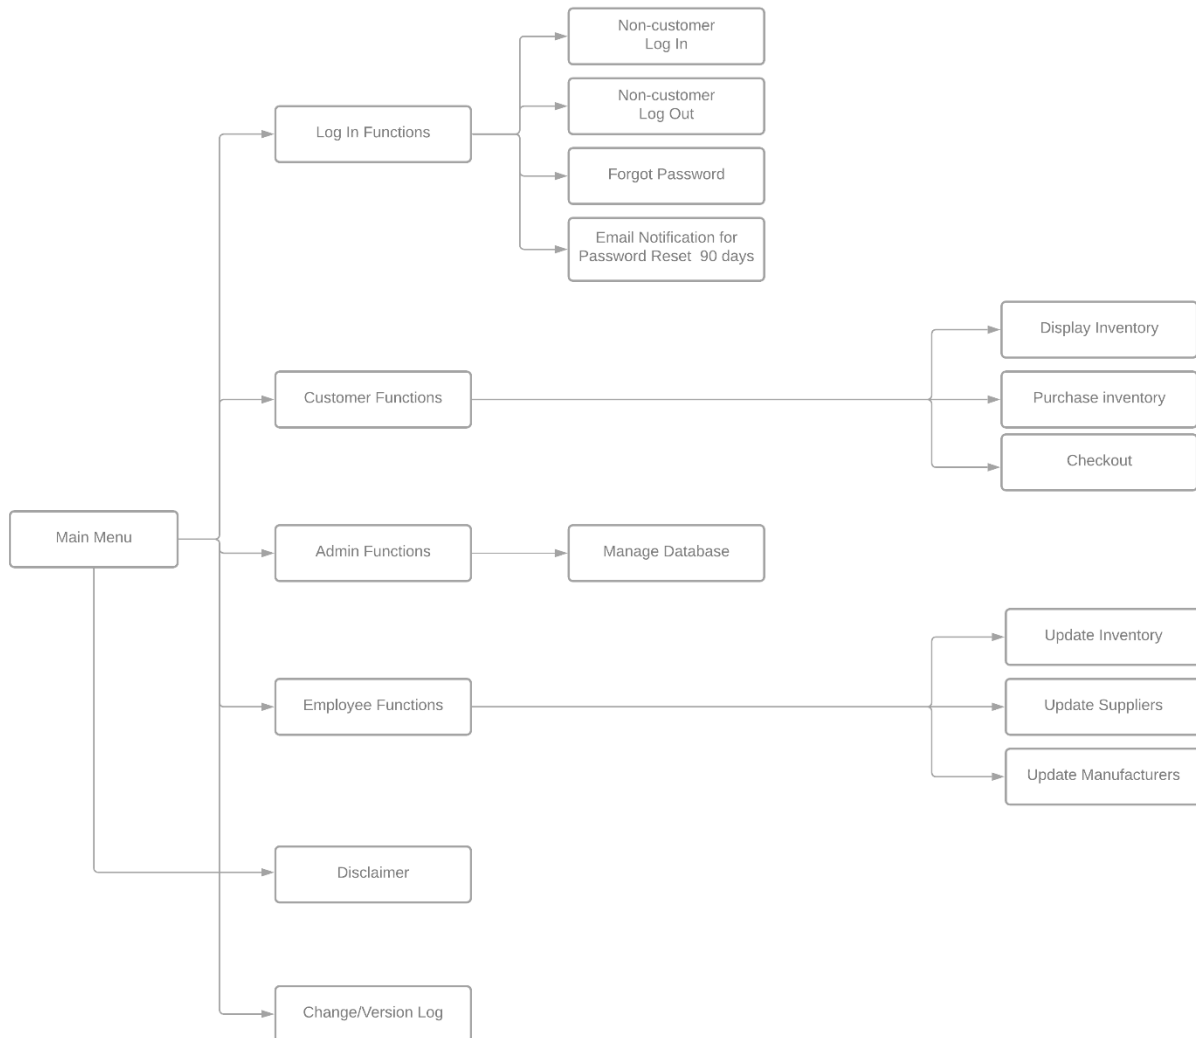 Non-customer
Log In
Non-customer
Log Out
Log In Functions
Forgot Password
Email Notification for
Password Reset  90 days
Display Inventory
Customer Functions
Purchase inventory
Checkout
Main Menu
Admin Functions
Manage Database
Update Inventory
Employee Functions
Update Suppliers
Update Manufacturers
Disclaimer
Change/Version Log